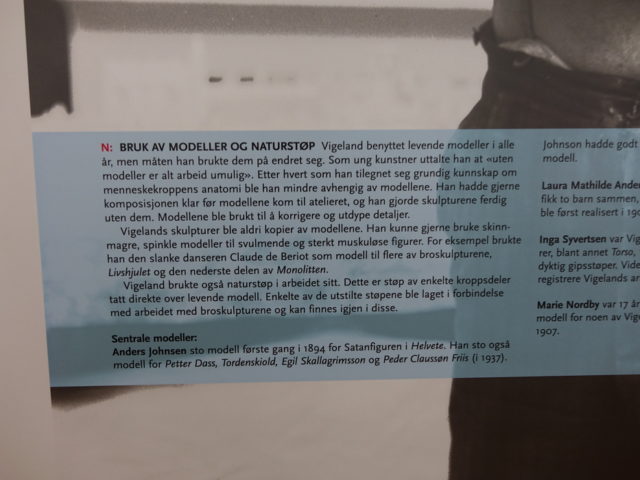 N: BRUK AV MODELLER OG NATURSTØP Vigeland benyttet levende modeller i alle
år, men måten han brukte dem på endret seg. Som ung kunstner uttalte han at «uten
modeller er alt arbeid umulig». Etter hvert som han tilegnet seg grundig kunnskap om
menneskekroppens anatomi ble han mindre avhengig av modellene. Han hadde gjerne
komposisjonen klar før modellene kom til atelieret, og han gjorde skulpturene ferdig
uten dem. Modellene ble brukt til å korrigere og utdype detaljer.
Vigelands skulpturer ble aldri kopier av modellene. Han kunne gjerne bruke skinn-
magre, spinkle modeller til svulmende og sterkt muskuløse figurer. For eksempel brukte
han den slanke danseren Claude de Beriot som modell til flere av broskulpturene,
Livshjulet og den nederste delen av Monolitten.
Vigeland brukte også naturstøp i arbeidet sitt. Dette er støp av enkelte kroppsdeler
tatt direkte over levende modell. Enkelte av de utstilte støpene ble laget i forbindelse
med arbeidet med broskulpturene og kan finnes igjen i disse.
Sentrale modeller:
Anders Johnsen sto modell første gang i 1894 for Satanfiguren i Helvete. Han sto også
modell for Petter Dass, Tordenskiold, Egil Skallagrimsson og Peder Claussøn Friis (i 1937).
Johnson hadde godt
modell.
Laura Mathilde Ander
fikk to barn sammen,
ble først realisert i 190
Inga Syvertsen var Vig
rer, blant annet Torso,
dyktig gipsstøper. Vide
registrere Vigelands ar
Marie Nordby var 17 år
modell for noen av Vige
1907.